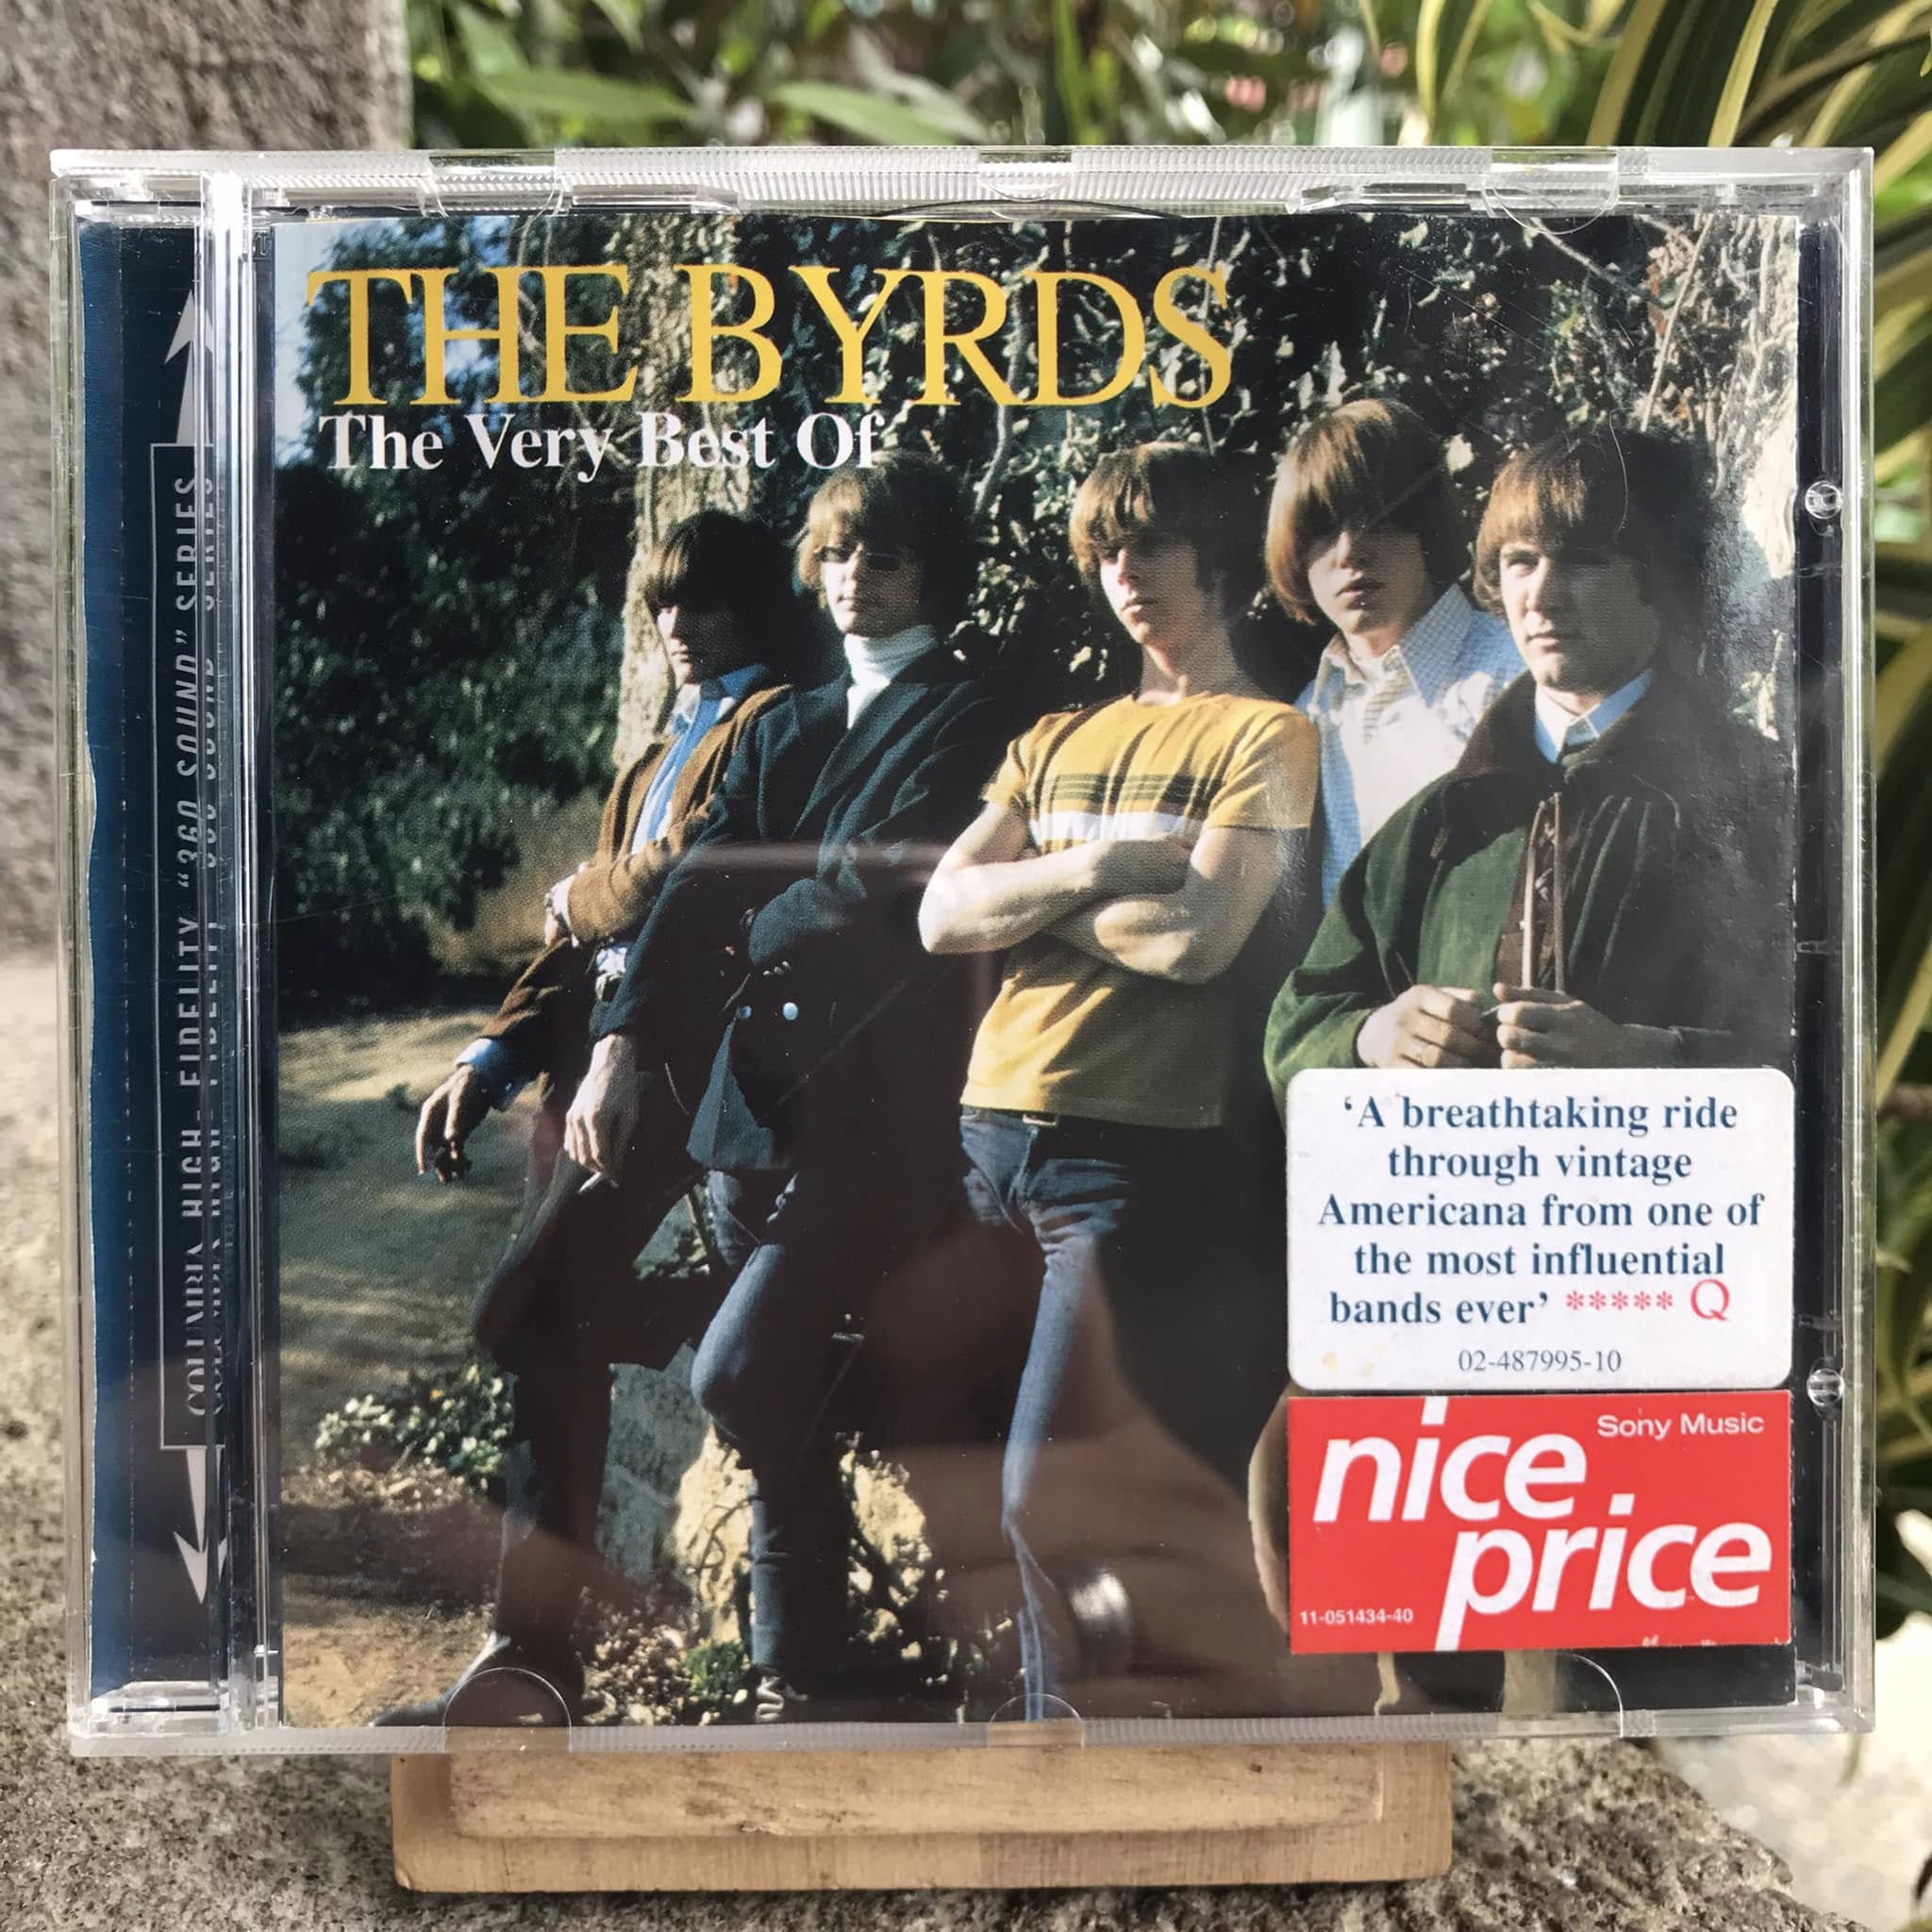 THE BYRDS
The Very Best Of
COLUMBIA HIGH-FIDELITY “360 SOUND” SERIES
‘A breathtaking ride
through vintage
Americana from one of
the most influential
bands ever’ ***** Q
02-487995-10
Sony Music
nice
price
11-051434-40